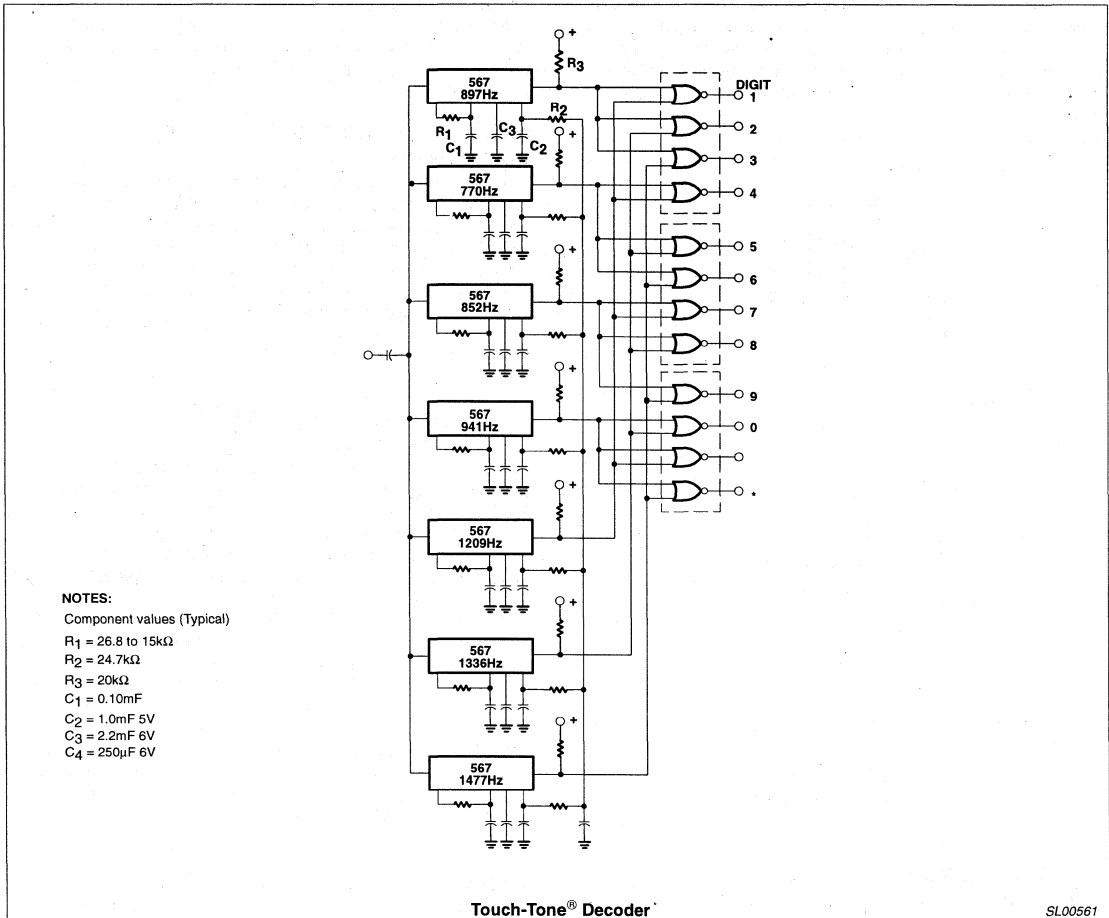 +
R3
567
897Hz
R2
R1
C3
C1
C2
+
DIGIT
1
2
3
4
567
770Hz
+
5
6
7
8
567
852Hz
+
9
0
*
567
941Hz
+
567
1209Hz
+
567
1336Hz
+
567
1477Hz
NOTES:
Component values (Typical)
R1 = 26.8 to 15kΩ
R2 = 24.7kΩ
R3 = 20kΩ
C1 = 0.10mF
C2 = 1.0mF 5V
C3 = 2.2mF 6V
C4 = 250µF 6V
Touch-Tone® Decoder
SL00561